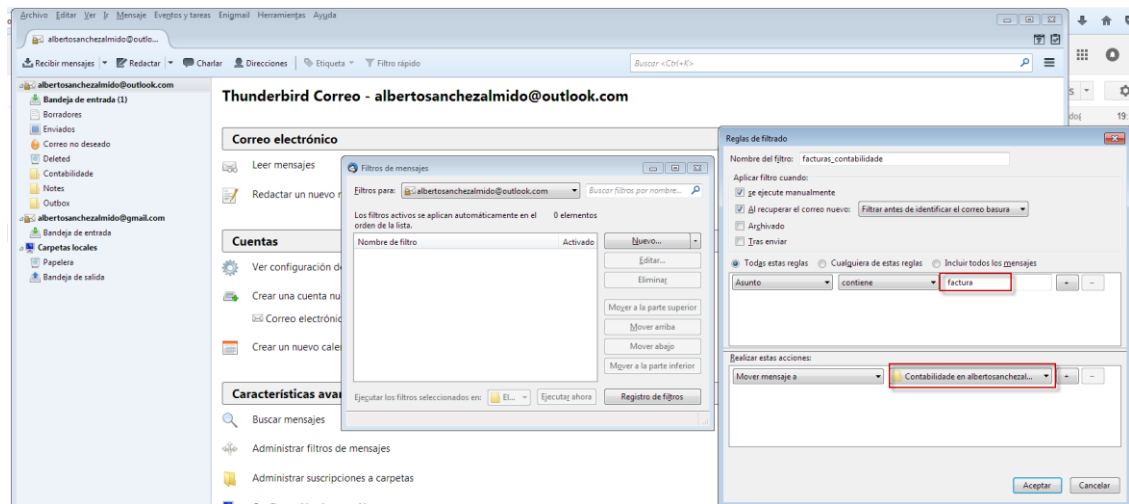 Archivo Editar Ver Ir Mensaje Eventos y tareas Enigmail Herramientas Ayuda
albertosanchezalmido@outlo...
Recibir mensajes Redactar Charlar Direcciones Etiqueta Filtro rápido Buscar <Ctrl+K>
albertosanchezalmido@outlook.com
Bandeja de entrada (1)
Borradores
Enviados
Correo no deseado
Deleted
Contabilidade
Notes
Outbox
albertosanchezalmido@gmail.com
Bandeja de entrada
Carpetas locales
Papelera
Bandeja de salida
Thunderbird Correo - albertosanchezalmido@outlook.com
Correo electrónico
Leer mensajes
Redactar un nuevo
Cuentas
Ver configuración d
Crear una cuenta nu
Correo electrónic
Crear un nuevo cale
Características ava
Buscar mensajes
Administrar filtros de mensajes
Administrar suscripciones a carpetas
Filtros de mensajes
Filtros para: albertosanchezalmido@outlook.com Buscar filtros por nombre...
Los filtros activos se aplican automáticamente en el 0 elementos
orden de la lista.
Nombre de filtro Activado
Nuevo...
Editar...
Eliminar
Mover a la parte superior
Mover arriba
Mover abajo
Mover a la parte inferior
Ejecutar los filtros seleccionados en: El... Ejecutar ahora Registro de filtros
19:
Reglas de filtrado
Nombre del filtro: facturas_contabilidade
Aplicar filtro cuando:
se ejecute manualmente
Al recuperar el correo nuevo: Filtrar antes de identificar el correo basura
Archivado
Tras enviar
Todas estas reglas Cualquiera de estas reglas Incluir todos los mensajes
Asunto contiene factura + -
Realizar estas acciones:
Mover mensaje a Contabilidade en albertosanchezal... + -
Aceptar Cancelar